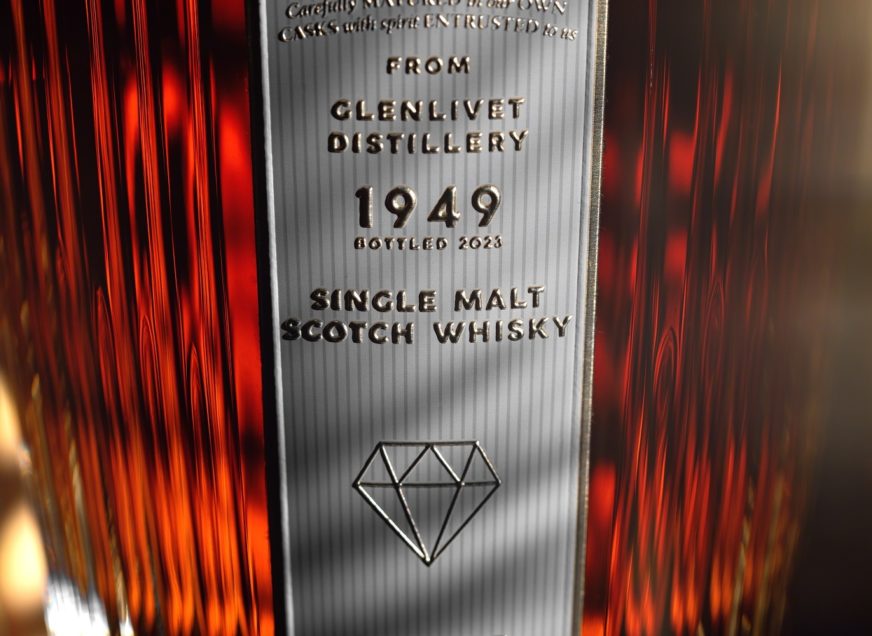 Carefully MATURED in our OWN
CASKS with spirit ENTRUSTED to us
FROM
GLENLIVET
DISTILLERY
1949
BOTTLED 2023
SINGLE MALT
SCOTCH WHISKY